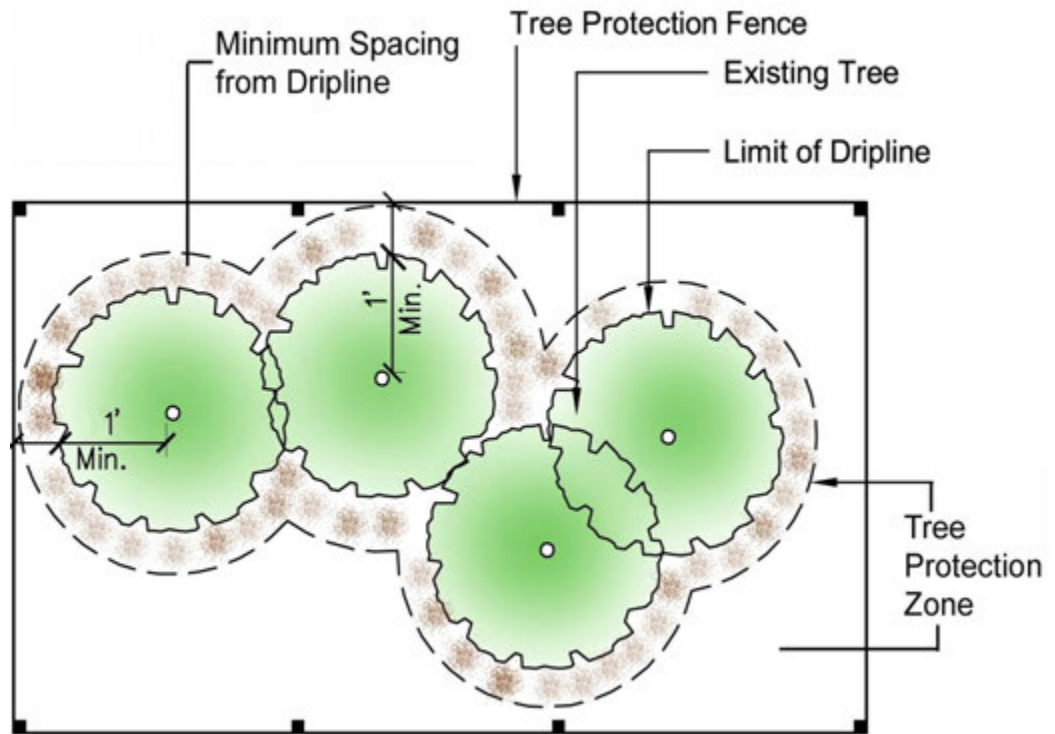 Tree Protection Fence
Minimum Spacing
from Dripline
Existing Tree
Limit of Dripline
1'
Min.
1'
Min.
Tree
Protection
Zone